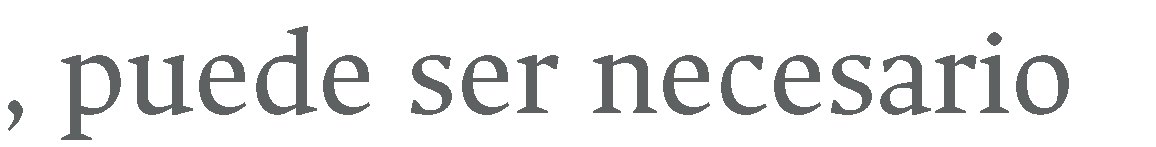 , puede ser necesario